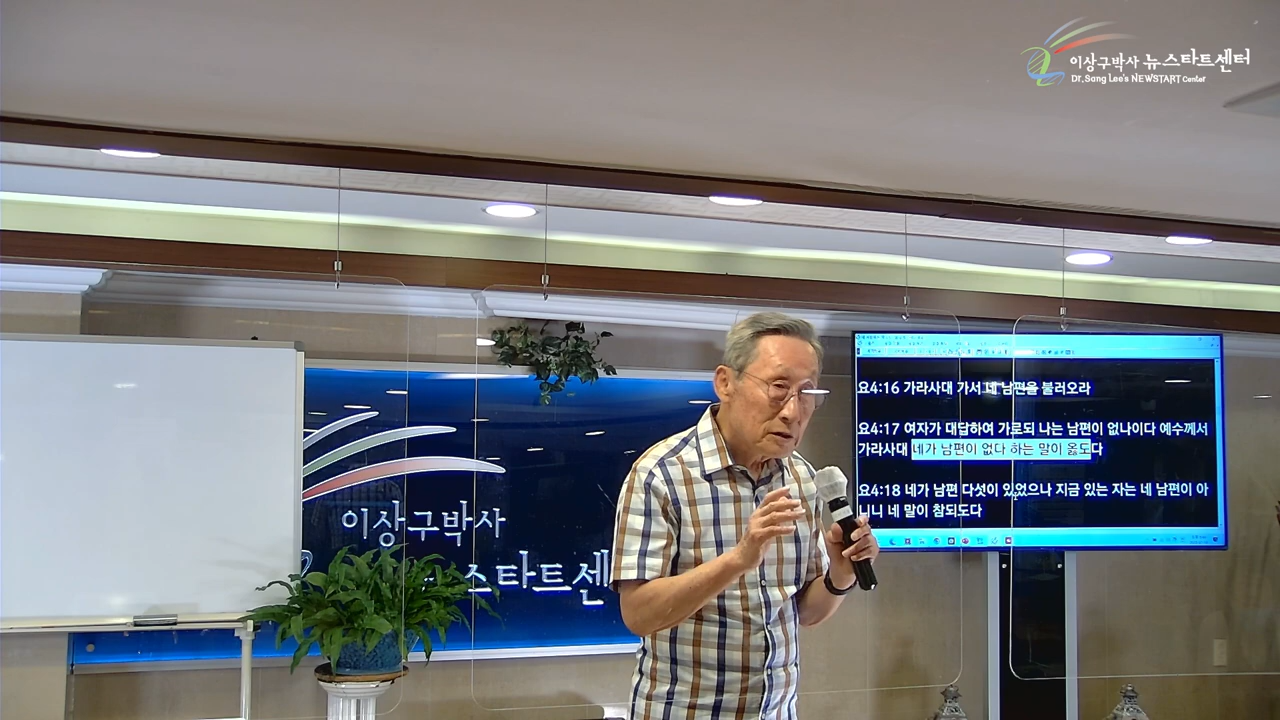 이상구박사 뉴스타트센터
Dr. Sang Lee's NEWSTART Center
요4:16 가라사대 가서 네 남편을 불러오라
요4:17 여자가 대답하여 가로되 나는 남편이 없나이다 예수께서
가라사대 네가 남편이 없다 하는 말이 옳도다
요4:18 네가 남편 다섯이 있었으나 지금 있는 자는 네 남편이 아
니니 네 말이 참되도다
이상구박사
스타트센